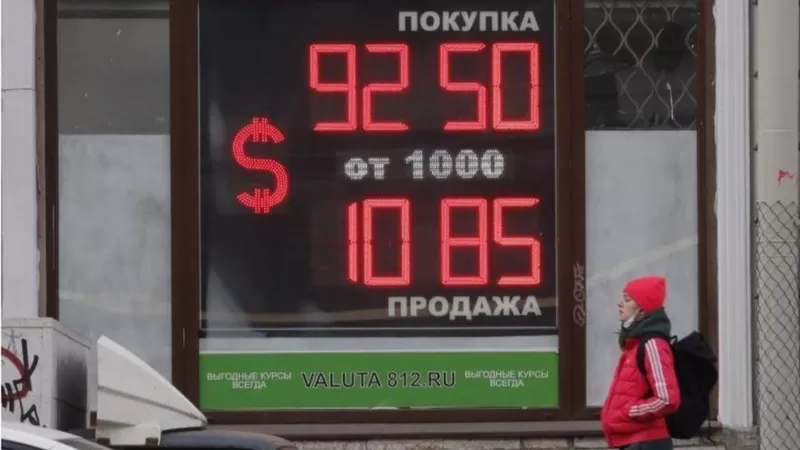 ПОКУПКА
92 50
$
от 1000
10 85
ПРОДАЖА
ВЫГОДНЫЕ КУРСЫ
ВСЕГДА
VALUTA 812.RU
ВЫГОДНЫЕ КУРСЫ
ВСЕГДА